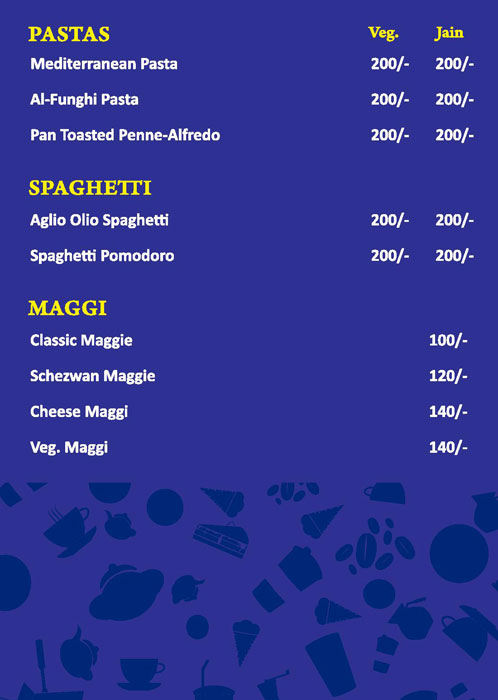 PASTAS Veg. Jain
Mediterranean Pasta 200/- 200/-
Al-Funghi Pasta 200/- 200/-
Pan Toasted Penne-Alfredo 200/- 200/-
SPAGHETTI
Aglio Olio Spaghetti 200/- 200/-
Spaghetti Pomodoro 200/- 200/-
MAGGI
Classic Maggie 100/-
Schezwan Maggie 120/-
Cheese Maggi 140/-
Veg. Maggi 140/-